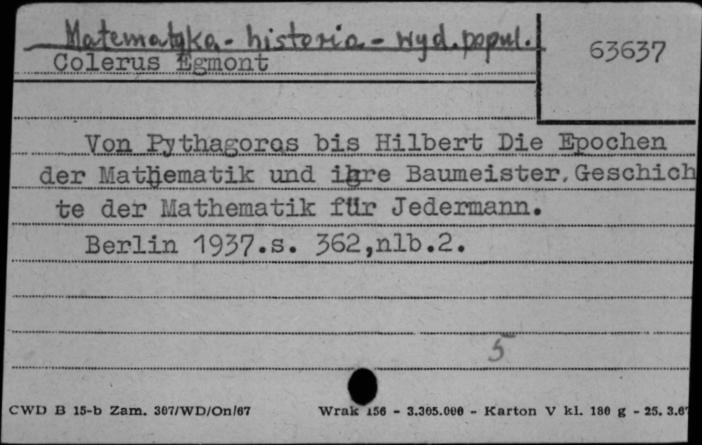 Matematyka - historia - wyd. popul.
63637
Colerus Egmont
Von Pythagoras bis Hilbert Die Epochen
der Mathematik und ihre Baumeister. Geschich
te der Mathematik für Jedermann.
Berlin 1937.s. 362,nlb.2.
5
CWD B 15-b Zam. 307/WD/On/67 Wrak 156 - 3.305.000 - Karton V kl. 180 g - 25. 3.67